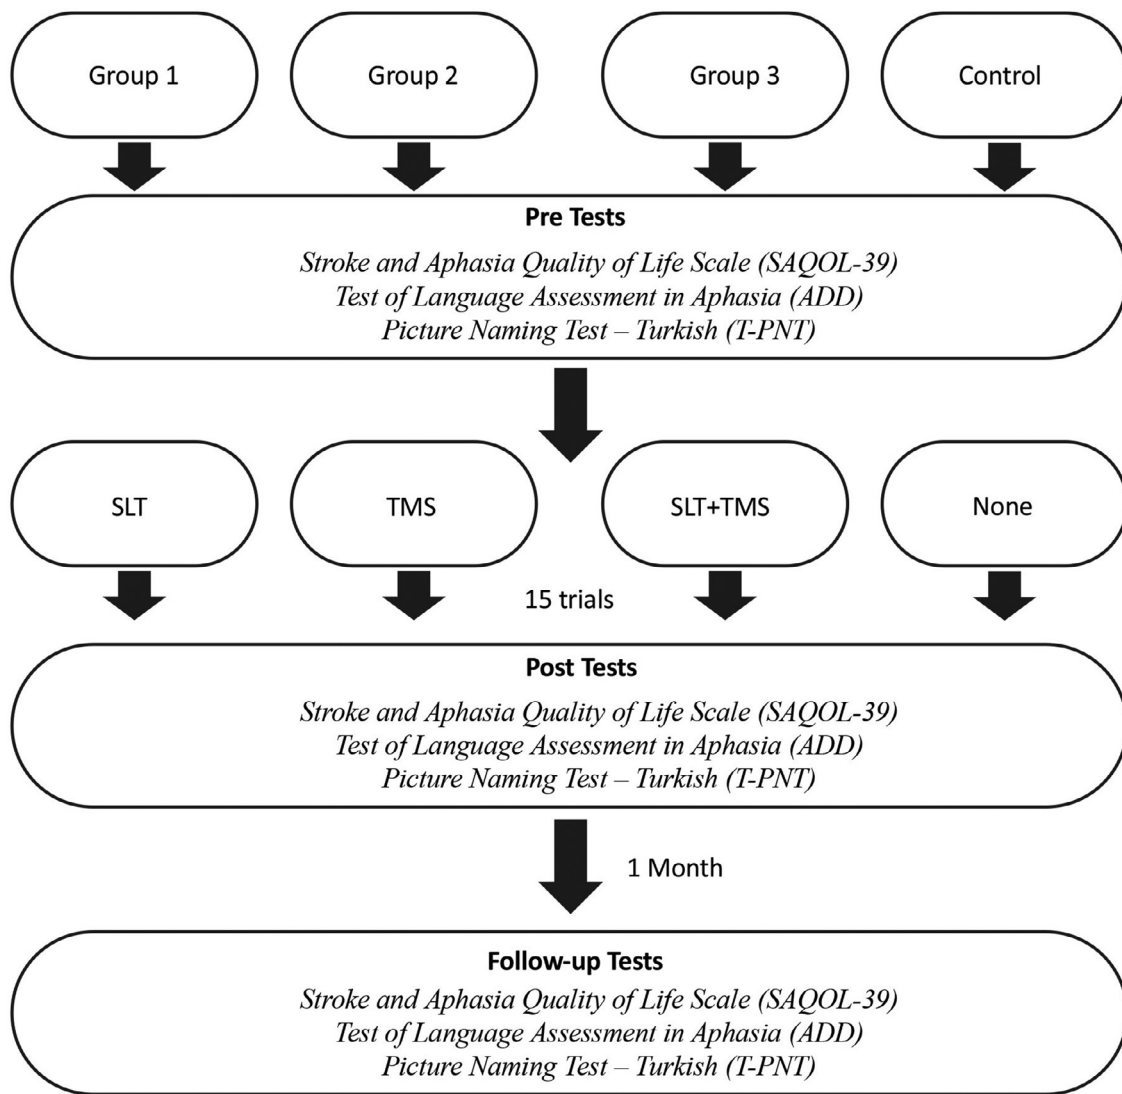 Group 1
Group 2
Group 3
Control
Pre Tests
Stroke and Aphasia Quality of Life Scale (SAQOL-39)
Test of Language Assessment in Aphasia (ADD)
Picture Naming Test – Turkish (T-PNT)
SLT
TMS
SLT+TMS
None
15 trials
Post Tests
Stroke and Aphasia Quality of Life Scale (SAQOL-39)
Test of Language Assessment in Aphasia (ADD)
Picture Naming Test – Turkish (T-PNT)
1 Month
Follow-up Tests
Stroke and Aphasia Quality of Life Scale (SAQOL-39)
Test of Language Assessment in Aphasia (ADD)
Picture Naming Test – Turkish (T-PNT)